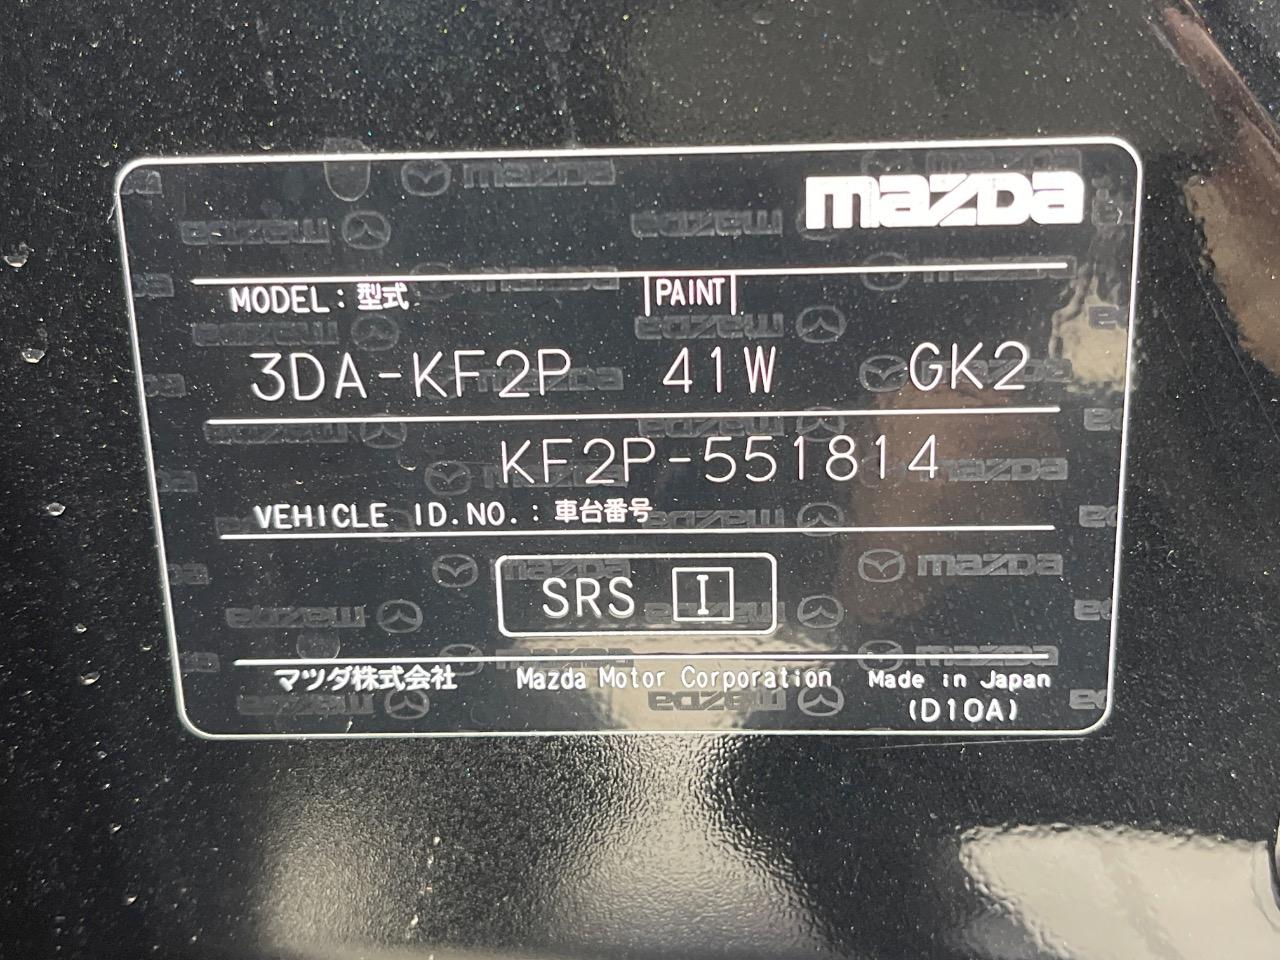 mazda
MODEL : 型式 PAINT
3DA-KF2P 41W GK2
KF2P-551814
VEHICLE ID.NO. : 車台番号
SRS I
マツダ株式会社 Mazda Motor Corporation Made in Japan
(D10A)